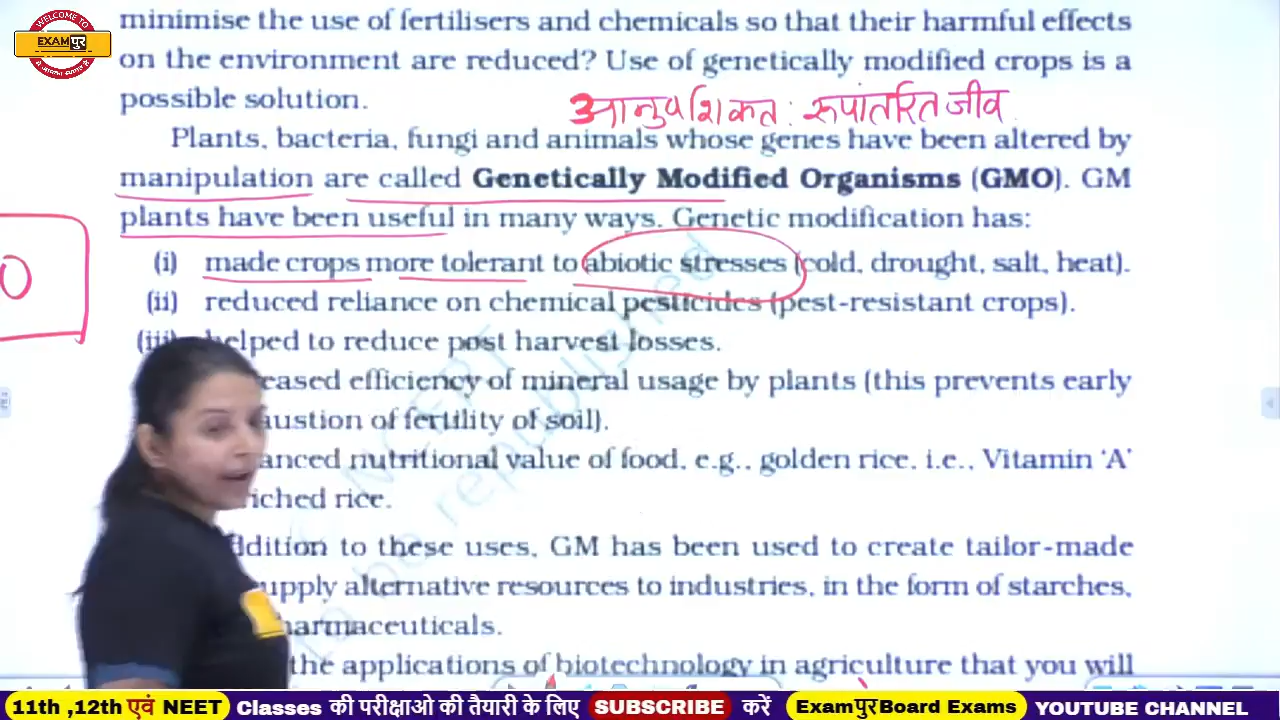 WELCOME TO
EXAMपुर
minimise the use of fertilisers and chemicals so that their harmful effects
on the environment are reduced? Use of genetically modified crops is a
possible solution.
आनुवंशिकत: रूपांतरित जीव
Plants, bacteria, fungi and animals whose genes have been altered by
manipulation are called Genetically Modified Organisms (GMO). GM
plants have been useful in many ways. Genetic modification has:
(i) made crops more tolerant to abiotic stresses (cold, drought, salt, heat).
(ii) reduced reliance on chemical pesticides (pest-resistant crops).
(iii) helped to reduce post harvest losses.
eased efficiency of mineral usage by plants (this prevents early
austion of fertility of soil).
anced nutritional value of food, e.g., golden rice, i.e., Vitamin ‘A’
riched rice.
ddition to these uses, GM has been used to create tailor-made
upply alternative resources to industries, in the form of starches,
harmaceuticals.
the applications of biotechnology in agriculture that you will
11th ,12th एवं NEET Classes की परीक्षाओ की तैयारी के लिए SUBSCRIBE करें ExamपुरBoard Exams YOUTUBE CHANNEL